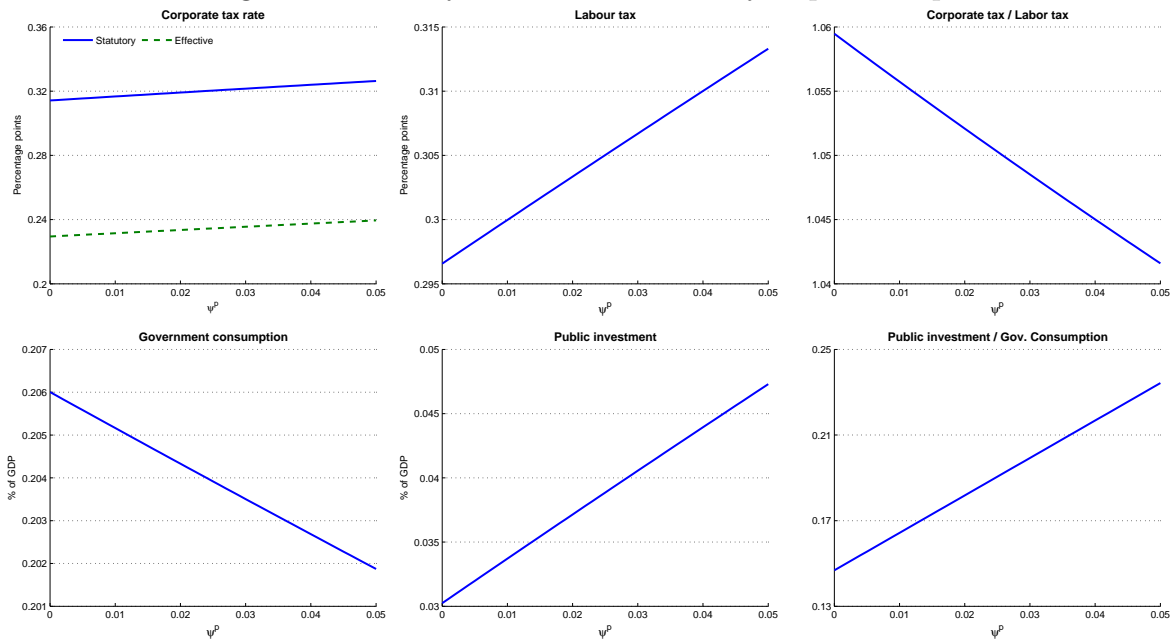 Corporate tax rate
0.36
0.32
0.28
0.24
0.2
Percentage points
Statutory
Effective
0 0.01 0.02 0.03 0.04 0.05
ψp
Labour tax
0.315
0.31
0.305
0.3
0.295
Percentage points
0 0.01 0.02 0.03 0.04 0.05
ψp
Corporate tax / Labor tax
1.06
1.055
1.05
1.045
1.04
0 0.01 0.02 0.03 0.04 0.05
ψp
Government consumption
0.207
0.206
0.205
0.204
0.203
0.202
0.201
% of GDP
0 0.01 0.02 0.03 0.04 0.05
ψp
Public investment
0.05
0.045
0.04
0.035
0.03
% of GDP
0 0.01 0.02 0.03 0.04 0.05
ψp
Public investment / Gov. Consumption
0.25
0.21
0.17
0.13
0 0.01 0.02 0.03 0.04 0.05
ψp